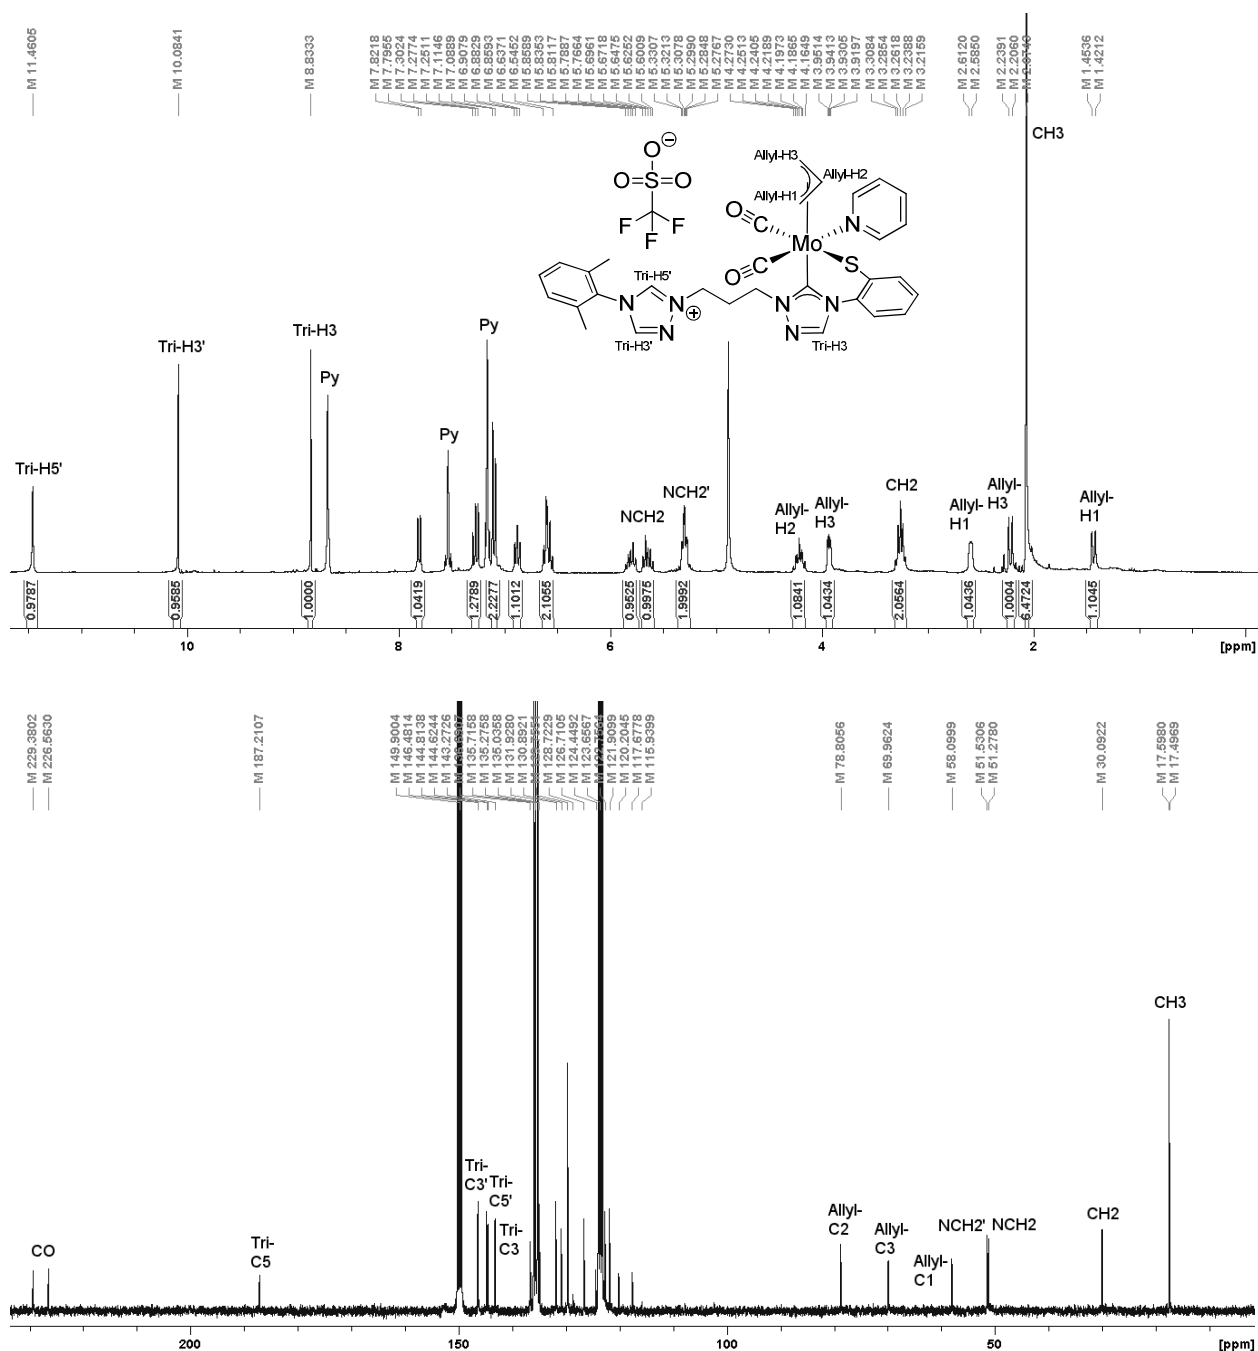 M 11.4605
M 10.0841
M 8.8333
M 7.8218
M 7.7955
M 7.3024
M 7.2774
M 7.2511
M 7.1146
M 7.0889
M 6.9079
M 6.8829
M 6.8593
M 6.6371
M 6.5452
M 5.8589
M 5.8353
M 5.8117
M 5.7887
M 5.7664
M 5.6961
M 5.6718
M 5.6475
M 5.6252
M 5.6009
M 5.3307
M 5.3213
M 5.3078
M 5.2990
M 5.2848
M 5.2767
M 4.2730
M 4.2513
M 4.2405
M 4.2189
M 4.1973
M 4.1865
M 4.1649
M 3.9514
M 3.9413
M 3.9305
M 3.9197
M 3.3084
M 3.2854
M 3.2618
M 3.2388
M 3.2159
M 2.6120
M 2.5850
M 2.2391
M 2.2060
M 1.4536
M 1.4212
CH3
O⊖
O=S=O
F F
F
Allyl-H3
Allyl-H2
Allyl-H1
O≡C
N
Mo
O≡C
S
Tri-H5'
N
N
⊕
N
N
N
N
Tri-H3'
Tri-H3
Tri-H5'
Tri-H3'
Tri-H3
Py
Py
Py
NCH2
NCH2'
Allyl-
H2
Allyl-
H3
CH2
Allyl-
H1
Allyl-
H3
Allyl-
H1
0.9787
0.9585
1.0000
1.0419
1.2789
2.2277
1.1012
2.1055
0.9525
0.9975
1.9992
1.0841
1.0434
2.0564
1.0436
1.0004
6.4724
1.1045
10 8 6 4 2 [ppm]
M 229.3802
M 226.5630
M 187.2107
M 149.9004
M 146.4814
M 144.8138
M 144.6244
M 143.2726
M 135.7158
M 135.2758
M 135.0358
M 131.9280
M 130.8921
M 128.7229
M 126.7105
M 124.4492
M 123.6567
M 121.9099
M 120.2045
M 117.6778
M 115.9399
M 78.8056
M 69.9624
M 58.0999
M 51.5306
M 51.2780
M 30.0922
M 17.5980
M 17.4969
CO
Tri-
C5
Tri-
C3'
Tri-
C5'
Tri-
C3
Allyl-
C2
Allyl-
C3
Allyl-
C1
NCH2'
NCH2
CH2
CH3
200 150 100 50 [ppm]